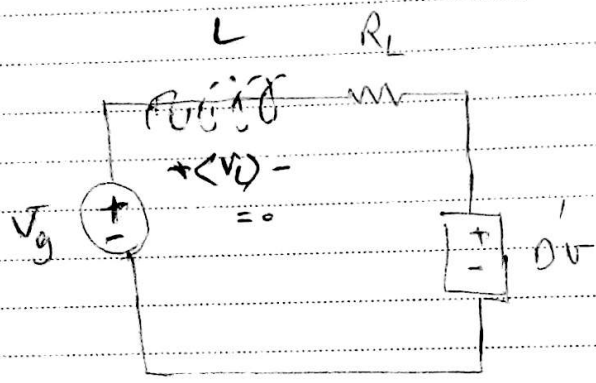 L R_L
+ <v_L> -
= 0
V_g + -
+ - D'V